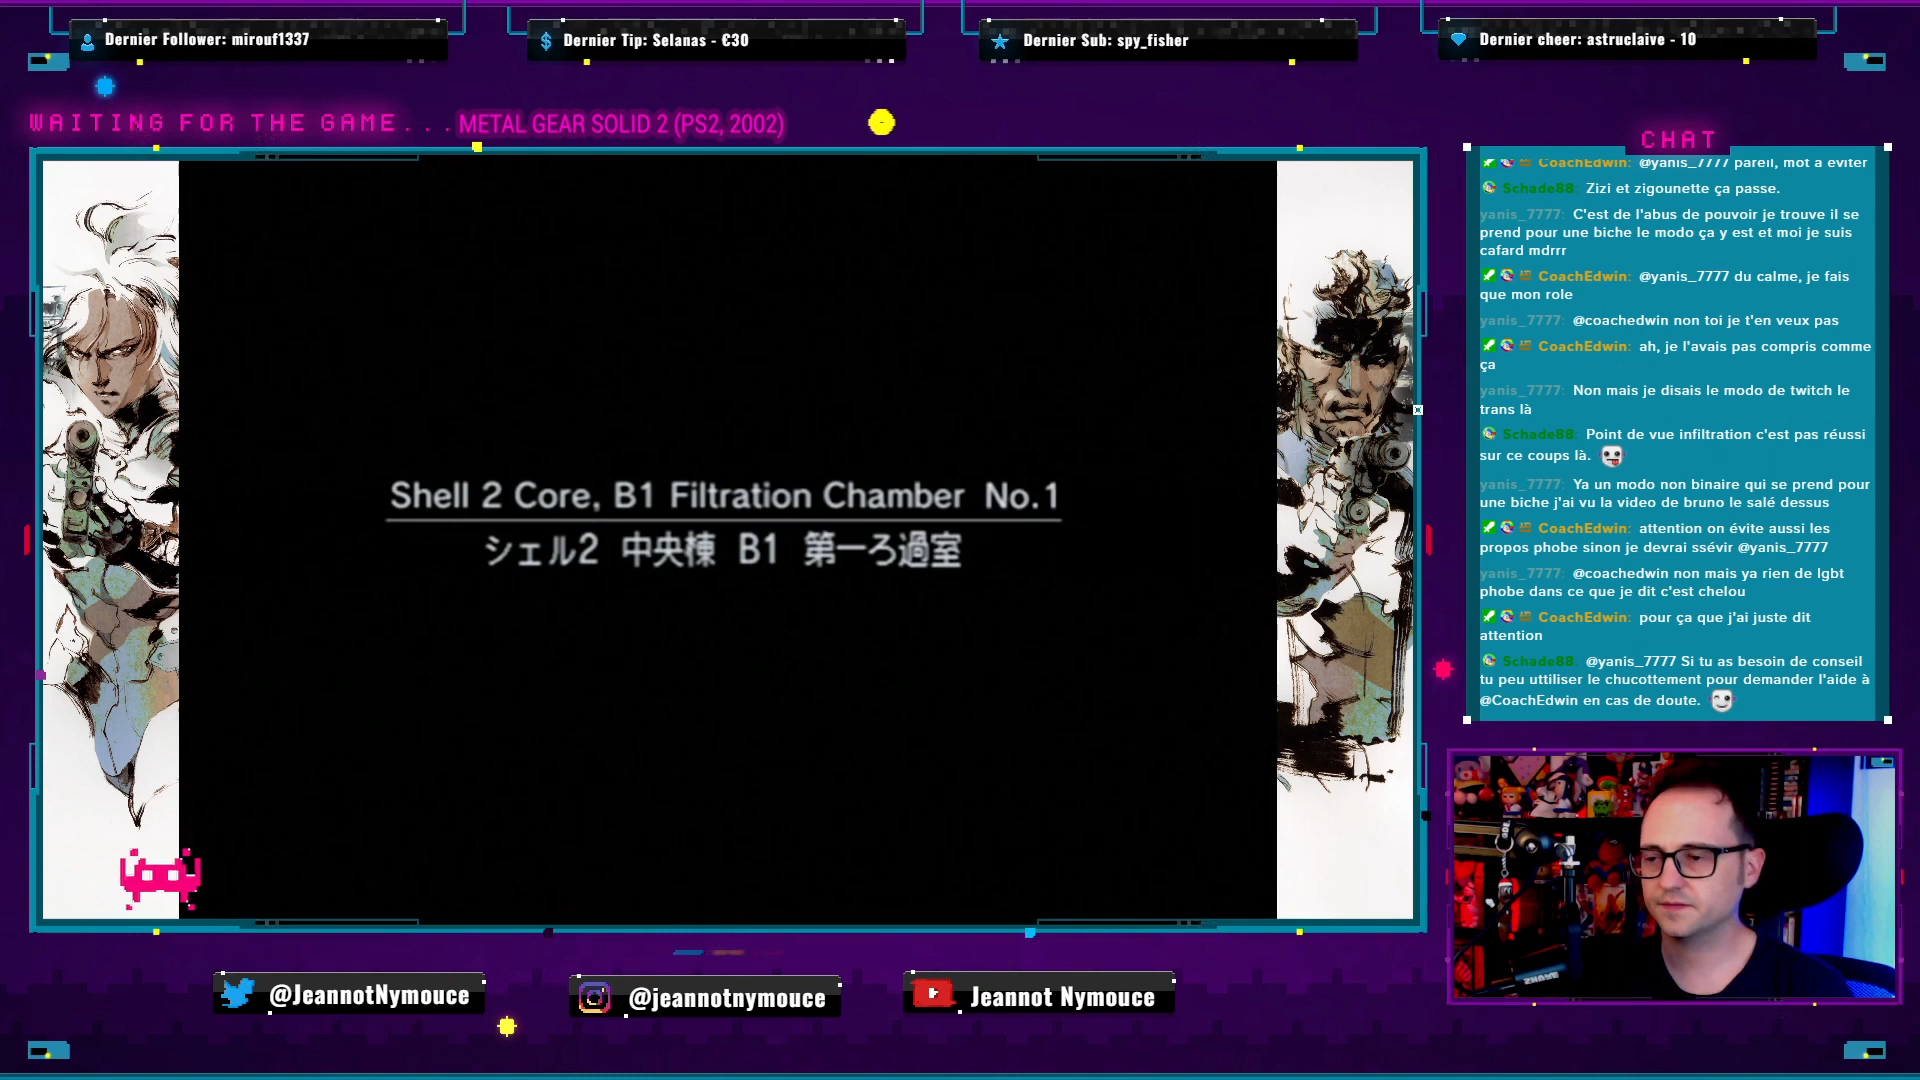 Dernier Follower: mirouf1337
Dernier Tip: Selanas - €30
Dernier Sub: spy_fisher
Dernier cheer: astruclaive - 10
WAITING FOR THE GAME... METAL GEAR SOLID 2 (PS2, 2002)
CHAT
CoachEdwin: @yanis_7777 pareil, mot a eviter
Schade88: Zizi et zigounette ça passe.
yanis_7777: C'est de l'abus de pouvoir je trouve il se
prend pour une biche le modo ça y est et moi je suis
cafard mdrrr
CoachEdwin: @yanis_7777 du calme, je fais
que mon role
yanis_7777: @coachedwin non toi je t'en veux pas
CoachEdwin: ah, je l'avais pas compris comme
ça
yanis_7777: Non mais je disais le modo de twitch le
trans là
Schade88: Point de vue infiltration c'est pas réussi
sur ce coups là.
yanis_7777: Ya un modo non binaire qui se prend pour
une biche j'ai vu la video de bruno le salé dessus
CoachEdwin: attention on évite aussi les
propos phobe sinon je devrai ssévir @yanis_7777
yanis_7777: @coachedwin non mais ya rien de lgbt
phobe dans ce que je dit c'est chelou
CoachEdwin: pour ça que j'ai juste dit
attention
Schade88: @yanis_7777 Si tu as besoin de conseil
tu peu uttiliser le chucottement pour demander l'aide à
@CoachEdwin en cas de doute.
Shell 2 Core, B1 Filtration Chamber No.1
シェル2 中央棟 B1 第一ろ過室
@JeannotNymouce
@jeannotnymouce
Jeannot Nymouce